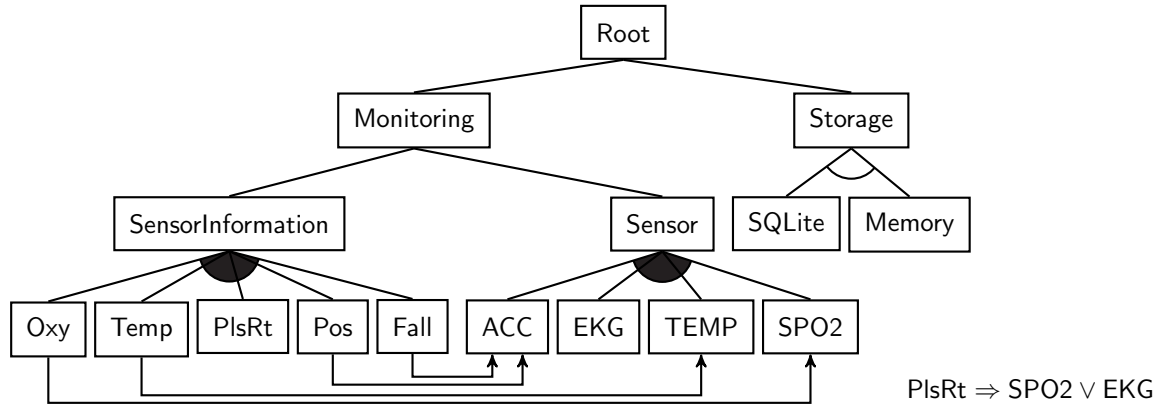 Root
Monitoring
Storage
SensorInformation
Sensor
SQLite
Memory
Oxy
Temp
PlsRt
Pos
Fall
ACC
EKG
TEMP
SPO2
PlsRt ⇒ SPO2 ∨ EKG